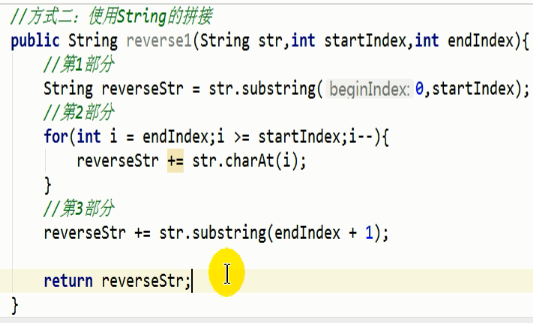 //方式二：使用String的拼接
public String reverse1(String str,int startIndex,int endIndex){
//第1部分
String reverseStr = str.substring( beginIndex: 0,startIndex);
//第2部分
for(int i = endIndex;i >= startIndex;i--){
reverseStr += str.charAt(i);
}
//第3部分
reverseStr += str.substring(endIndex + 1);
return reverseStr;
}